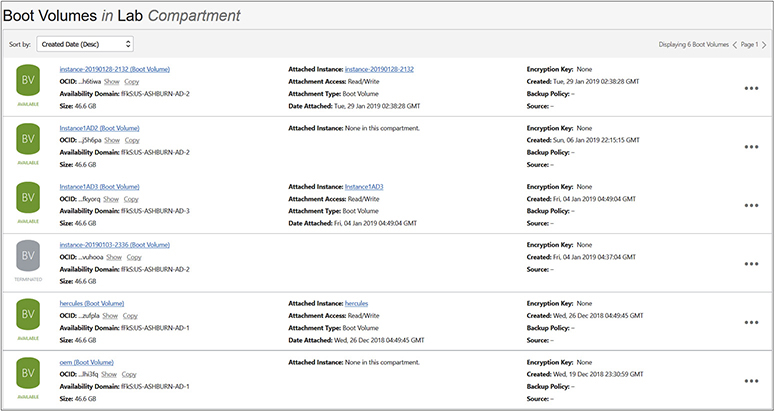 Boot Volumes in Lab Compartment
Sort by: Created Date (Desc) Displaying 6 Boot Volumes < Page 1 >
BV
AVAILABLE
instance-20190128-2132 (Boot Volume)
OCID: ...h6tiwa Show Copy
Availability Domain: ffkS:US-ASHBURN-AD-2
Size: 46.6 GB
Attached Instance: instance-20190128-2132
Attachment Access: Read/Write
Attachment Type: Boot Volume
Date Attached: Tue, 29 Jan 2019 02:38:28 GMT
Encryption Key: None
Created: Tue, 29 Jan 2019 02:38:28 GMT
Backup Policy: –
Source: –
BV
AVAILABLE
Instance1AD2 (Boot Volume)
OCID: ...j5h6pa Show Copy
Availability Domain: ffkS:US-ASHBURN-AD-2
Size: 46.6 GB
Attached Instance: None in this compartment.
Encryption Key: None
Created: Sun, 06 Jan 2019 22:15:15 GMT
Backup Policy: –
Source: –
BV
AVAILABLE
Instance1AD3 (Boot Volume)
OCID: ...fkyorq Show Copy
Availability Domain: ffkS:US-ASHBURN-AD-3
Size: 46.6 GB
Attached Instance: Instance1AD3
Attachment Access: Read/Write
Attachment Type: Boot Volume
Date Attached: Fri, 04 Jan 2019 04:49:04 GMT
Encryption Key: None
Created: Fri, 04 Jan 2019 04:49:04 GMT
Backup Policy: –
Source: –
BV
TERMINATED
instance-20190103-2336 (Boot Volume)
OCID: ...vuhooa Show Copy
Availability Domain: ffkS:US-ASHBURN-AD-2
Encryption Key: None
Created: Fri, 04 Jan 2019 04:37:04 GMT
Source: –
BV
AVAILABLE
hercules (Boot Volume)
OCID: ...zufpla Show Copy
Availability Domain: ffkS:US-ASHBURN-AD-1
Size: 46.6 GB
Attached Instance: hercules
Attachment Access: Read/Write
Attachment Type: Boot Volume
Date Attached: Wed, 26 Dec 2018 04:49:45 GMT
Encryption Key: None
Created: Wed, 26 Dec 2018 04:49:45 GMT
Backup Policy: –
Source: –
BV
AVAILABLE
oem (Boot Volume)
OCID: ...lhi3fq Show Copy
Availability Domain: ffkS:US-ASHBURN-AD-1
Size: 46.6 GB
Attached Instance: None in this compartment.
Encryption Key: None
Created: Wed, 19 Dec 2018 23:30:59 GMT
Backup Policy: –
Source: –